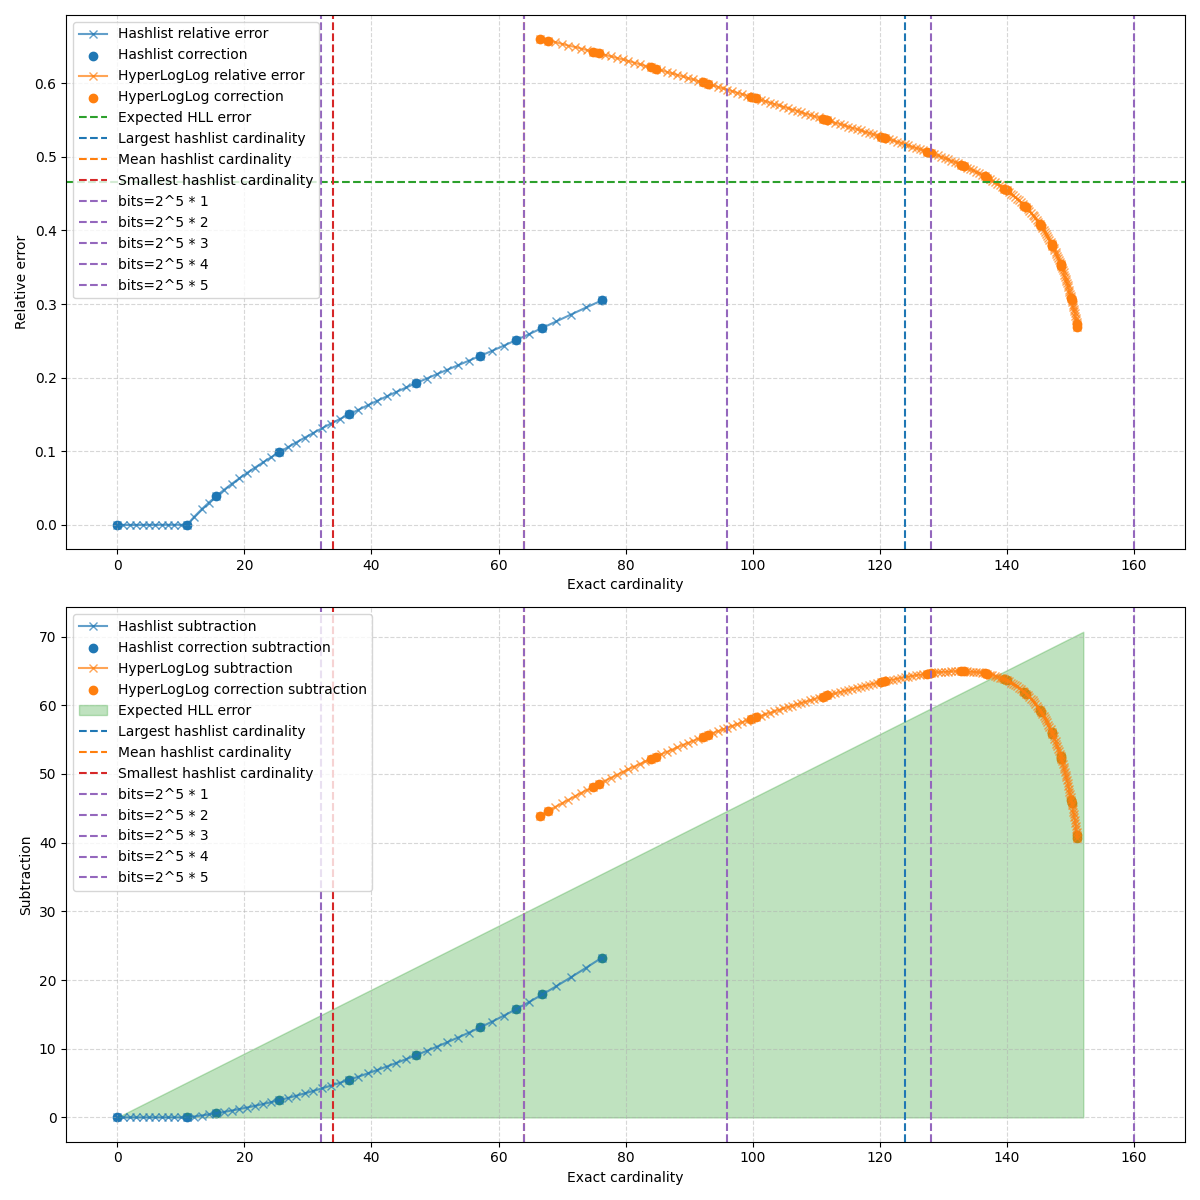 Hashlist relative error
Hashlist correction
HyperLogLog relative error
HyperLogLog correction
Expected HLL error
Largest hashlist cardinality
Mean hashlist cardinality
Smallest hashlist cardinality
bits=2^5 * 1
bits=2^5 * 2
bits=2^5 * 3
bits=2^5 * 4
bits=2^5 * 5
Relative error
0.6
0.5
0.4
0.3
0.2
0.1
0.0
0 20 40 60 80 100 120 140 160
Exact cardinality
Hashlist subtraction
Hashlist correction subtraction
HyperLogLog subtraction
HyperLogLog correction subtraction
Expected HLL error
Largest hashlist cardinality
Mean hashlist cardinality
Smallest hashlist cardinality
bits=2^5 * 1
bits=2^5 * 2
bits=2^5 * 3
bits=2^5 * 4
bits=2^5 * 5
Subtraction
70
60
50
40
30
20
10
0
0 20 40 60 80 100 120 140 160
Exact cardinality